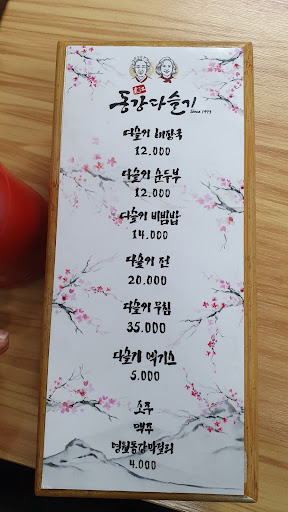 동강다슬기
Since 1973
다슬기 해장국
12.000
다슬기 순두부
12.000
다슬기 비빔밥
14.000
다슬기 전
20.000
다슬기 무침
35.000
다슬기 엑기스
5.000
소주
맥주
영월동강막걸리
4.000